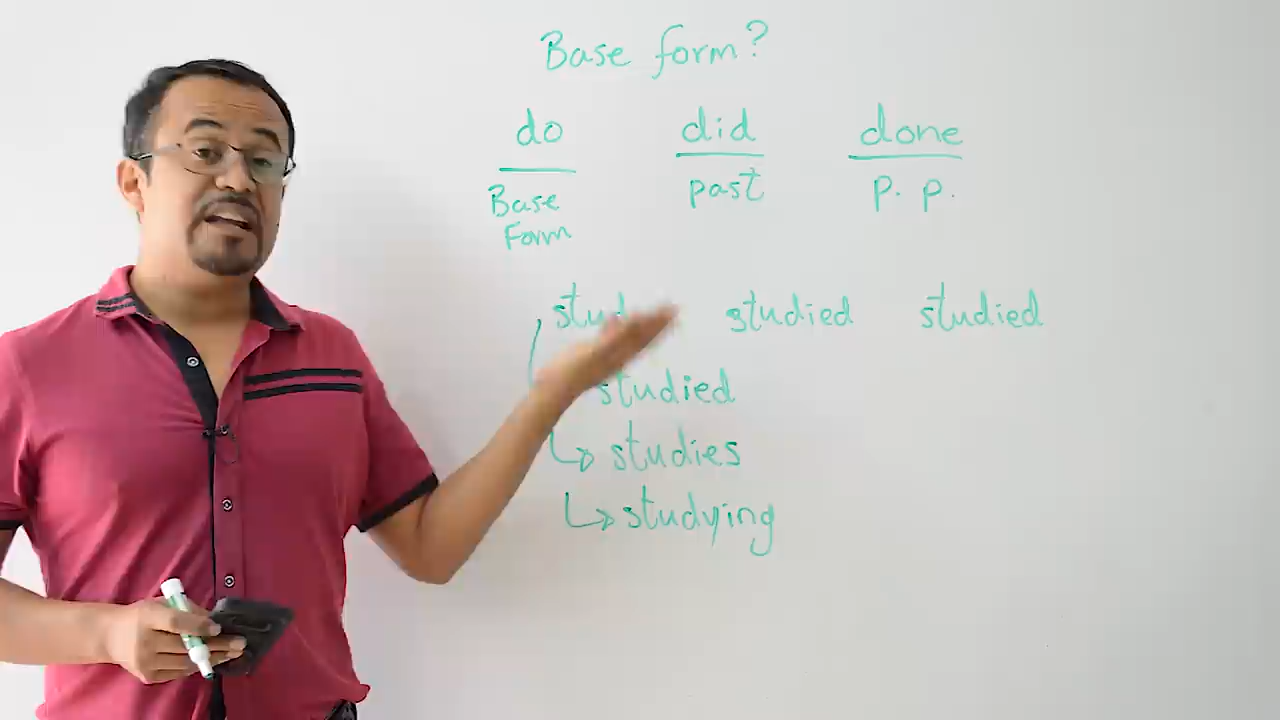 Base form?
do did done
Base Form past p. p.
studied studied
studied
studies
studying